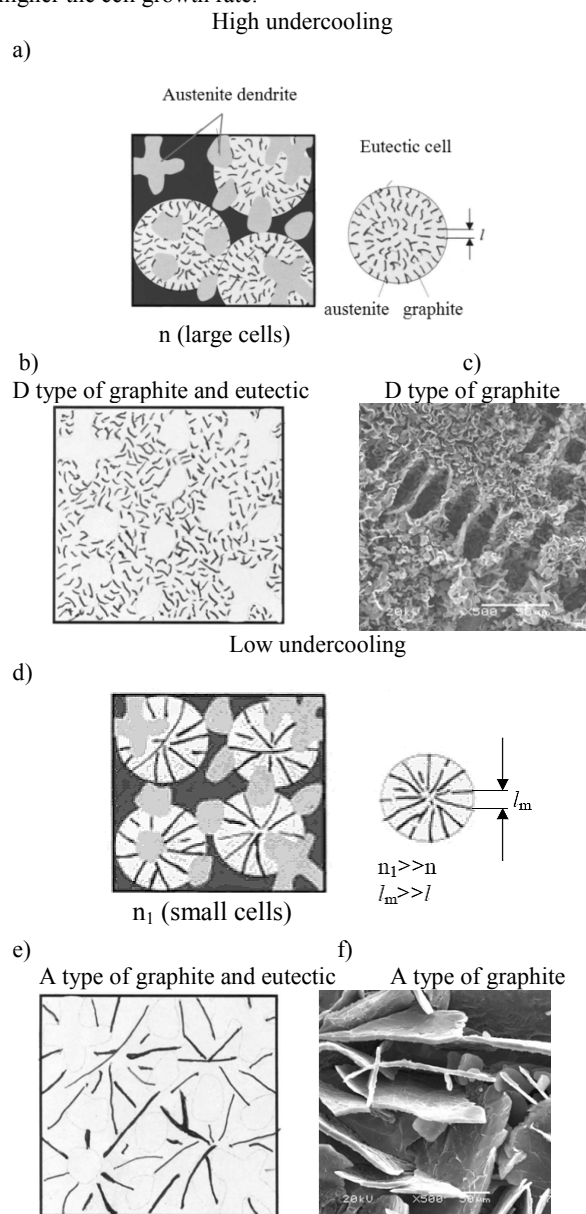 higher the cell growth rate.
High undercooling
a)
Austenite dendrite
Eutectic cell
l
austenite graphite
n (large cells)
b) c)
D type of graphite and eutectic D type of graphite
20kV X500 50µm
Low undercooling
d)
lm
n1>>n
lm>>l
n1 (small cells)
e) f)
A type of graphite and eutectic A type of graphite
20kV X500 50µm